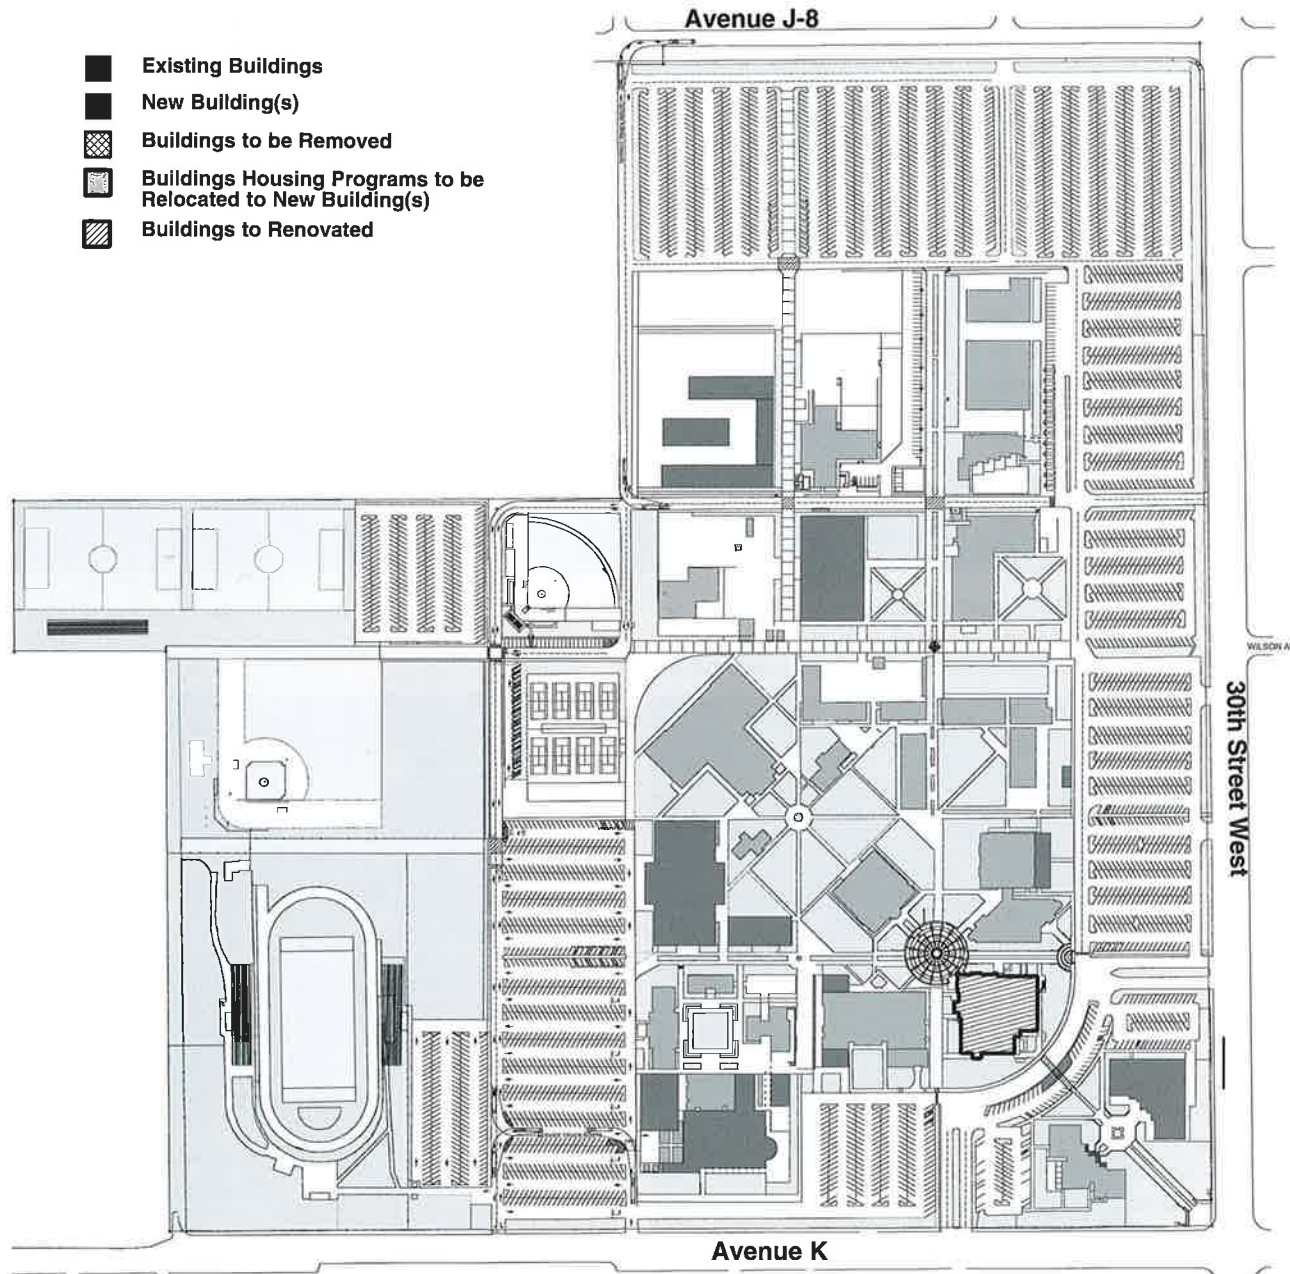 Avenue J-8
Existing Buildings
New Building(s)
Buildings to be Removed
Buildings Housing Programs to be
Relocated to New Building(s)
Buildings to Renovated
WILSON A
30th Street West
Avenue K